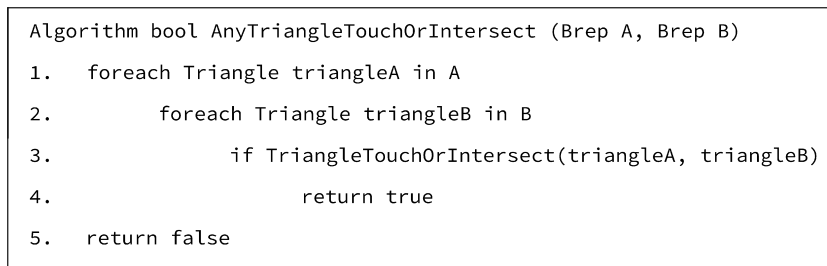 Algorithm bool AnyTriangleTouchOrIntersect (Brep A, Brep B)
1. foreach Triangle triangleA in A
2. foreach Triangle triangleB in B
3. if TriangleTouchOrIntersect(triangleA, triangleB)
4. return true
5. return false